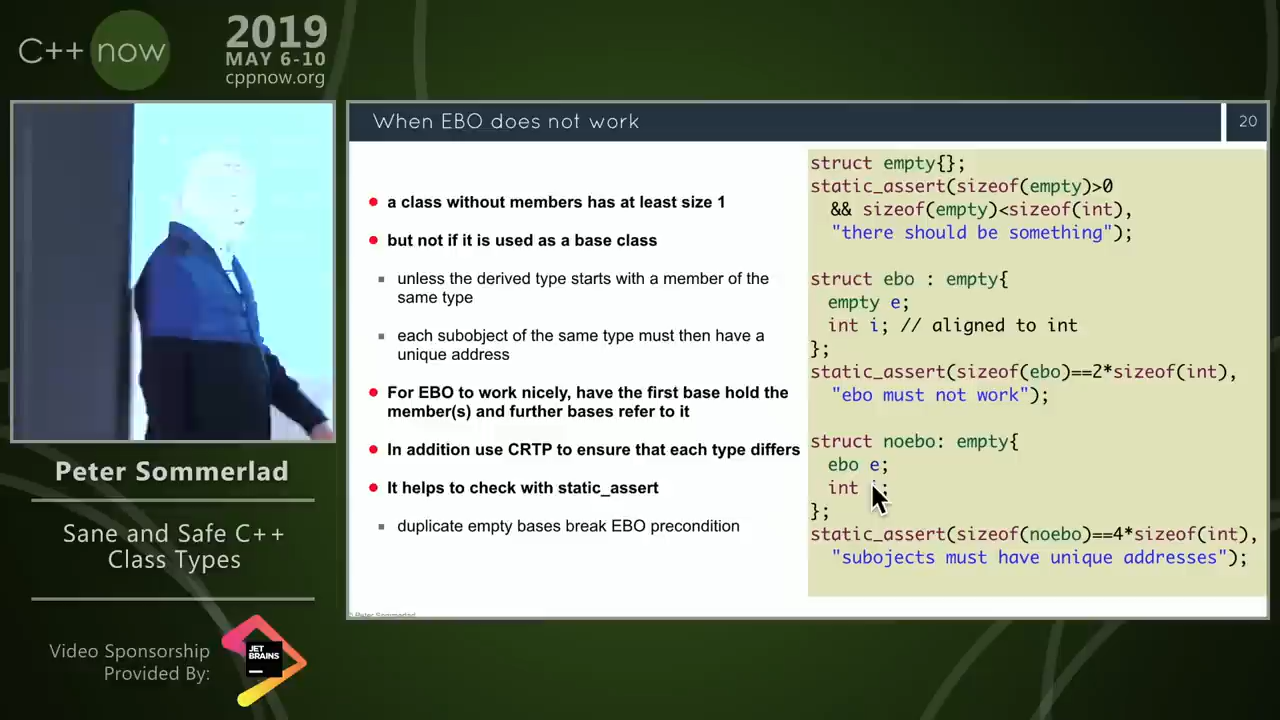 C++ now
2019
MAY 6-10
cppnow.org
Peter Sommerlad
Sane and Safe C++
Class Types
Video Sponsorship
Provided By:
JET
BRAINS
When EBO does not work
20
a class without members has at least size 1
but not if it is used as a base class
unless the derived type starts with a member of the
same type
each subobject of the same type must then have a
unique address
For EBO to work nicely, have the first base hold the
member(s) and further bases refer to it
In addition use CRTP to ensure that each type differs
It helps to check with static_assert
duplicate empty bases break EBO precondition
© Peter Sommerlad
struct empty{};
static_assert(sizeof(empty)>0
&& sizeof(empty)<sizeof(int),
"there should be something");
struct ebo : empty{
empty e;
int i; // aligned to int
};
static_assert(sizeof(ebo)==2*sizeof(int),
"ebo must not work");
struct noebo: empty{
ebo e;
int i;
};
static_assert(sizeof(noebo)==4*sizeof(int),
"subojects must have unique addresses");